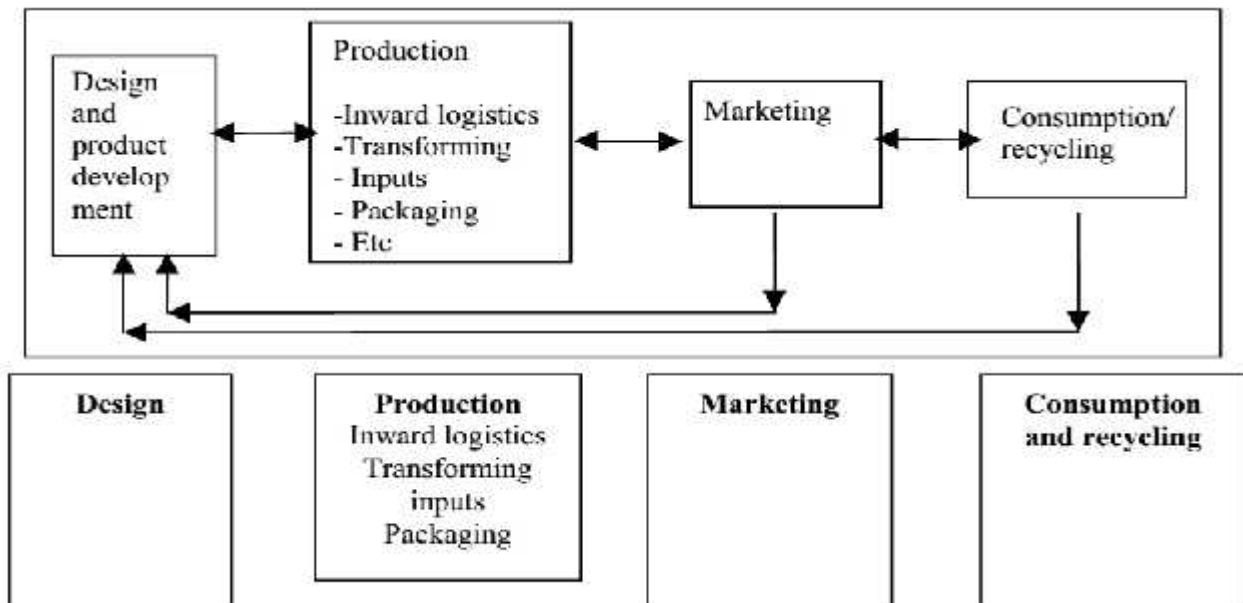 Design
and
product
develop
ment
Production
-Inward logistics
-Transforming
- Inputs
- Packaging
- Etc
Marketing
Consumption/
recycling
Design
Production
Inward logistics
Transforming
inputs
Packaging
Marketing
Consumption
and recycling